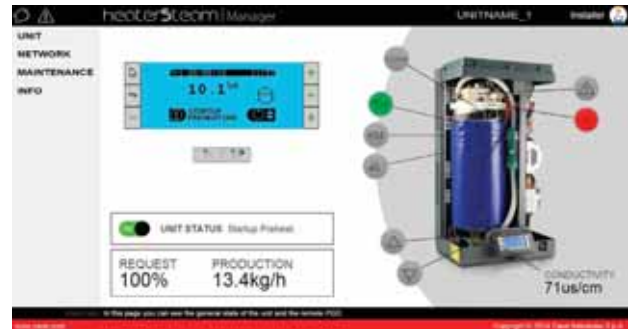 heaterSteam | Manager
UNITNAME_1
Installer
UNIT
NETWORK
MAINTENANCE
INFO
10.1
UNIT STATUS Startup Preheat
REQUEST
100%
PRODUCTION
13.4kg/h
CONDUCTIVITY
71us/cm
In this page you can see the general state of the unit and the remote PGD